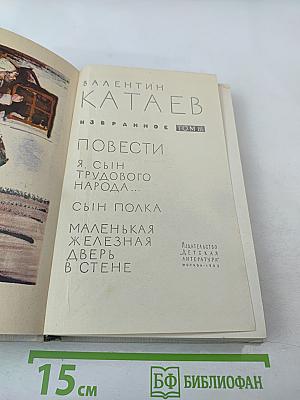 ВАЛЕНТИН
КАТАЕВ
ИЗБРАННОЕ ТОМ III
ПОВЕСТИ
Я, СЫН
ТРУДОВОГО
НАРОДА...
СЫН ПОЛКА
МАЛЕНЬКАЯ
ЖЕЛЕЗНАЯ
ДВЕРЬ
В СТЕНЕ
ИЗДАТЕЛЬСТВО
"ДЕТСКАЯ
ЛИТЕРАТУРА"
15 см
БФ БИБЛИОФАН